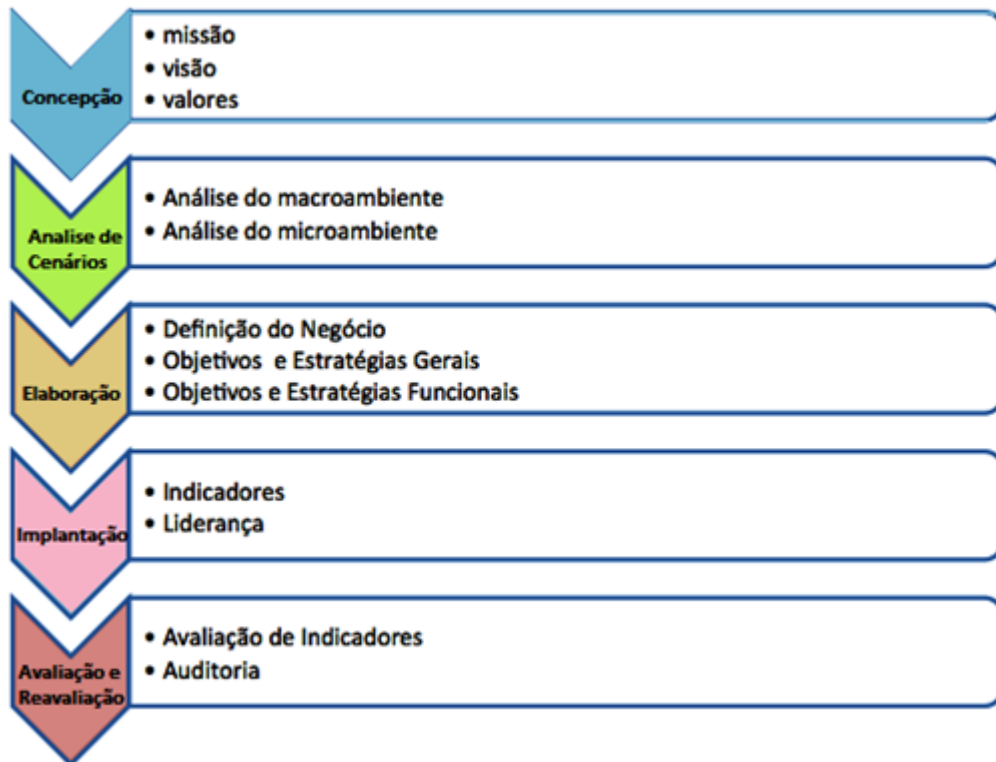 Concepção
• missão
• visão
• valores
Analise de
Cenários
• Análise do macroambiente
• Análise do microambiente
Elaboração
• Definição do Negócio
• Objetivos e Estratégias Gerais
• Objetivos e Estratégias Funcionais
Implantação
• Indicadores
• Liderança
Avaliação e
Reavaliação
• Avaliação de Indicadores
• Auditoria